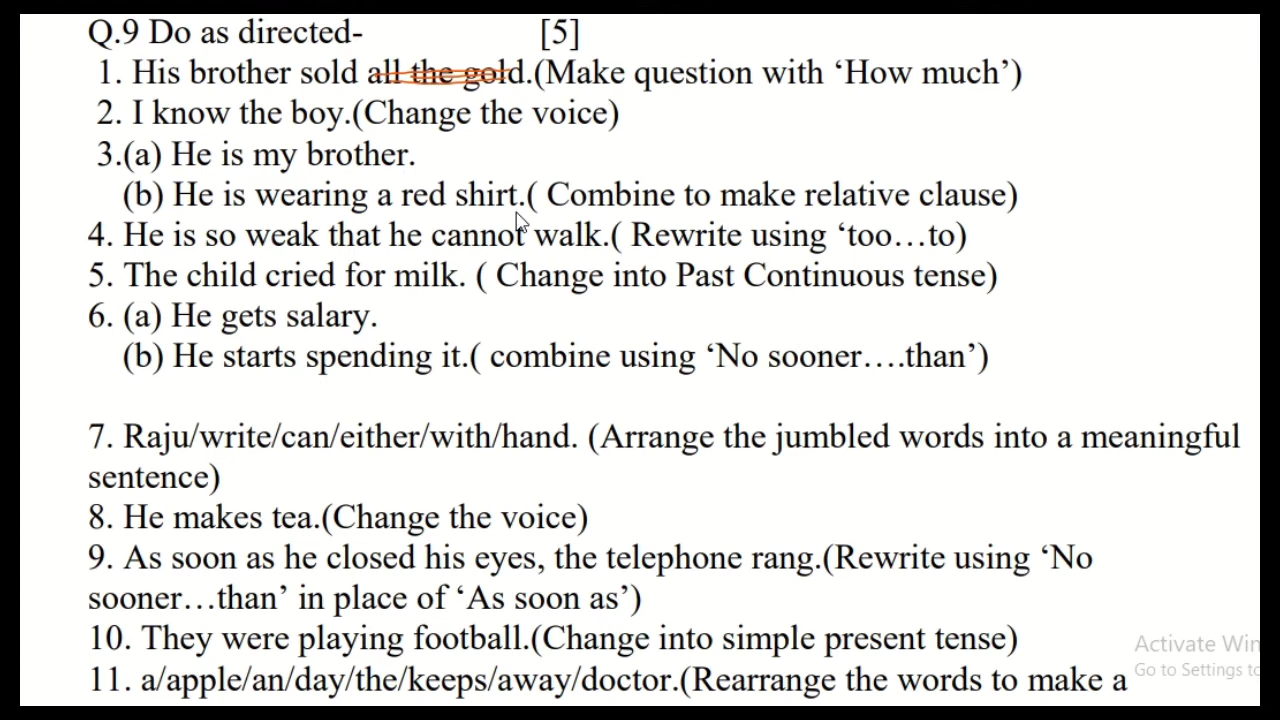 Q.9 Do as directed- [5]
1. His brother sold all the gold.(Make question with ‘How much’)
2. I know the boy.(Change the voice)
3.(a) He is my brother.
(b) He is wearing a red shirt.( Combine to make relative clause)
4. He is so weak that he cannot walk.( Rewrite using ‘too…to)
5. The child cried for milk. ( Change into Past Continuous tense)
6. (a) He gets salary.
(b) He starts spending it.( combine using ‘No sooner….than’)
7. Raju/write/can/either/with/hand. (Arrange the jumbled words into a meaningful
sentence)
8. He makes tea.(Change the voice)
9. As soon as he closed his eyes, the telephone rang.(Rewrite using ‘No
sooner…than’ in place of ‘As soon as’)
10. They were playing football.(Change into simple present tense)
Activate Win
Go to Settings to
11. a/apple/an/day/the/keeps/away/doctor.(Rearrange the words to make a